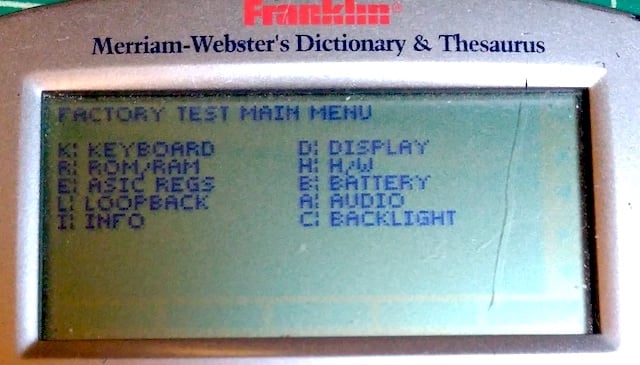 Franklin®
Merriam-Webster's Dictionary & Thesaurus
FACTORY TEST MAIN MENU
K: KEYBOARD D: DISPLAY
R: ROM/RAM H: H/W
E: ASIC REGS B: BATTERY
L: LOOPBACK A: AUDIO
I: INFO C: BACKLIGHT